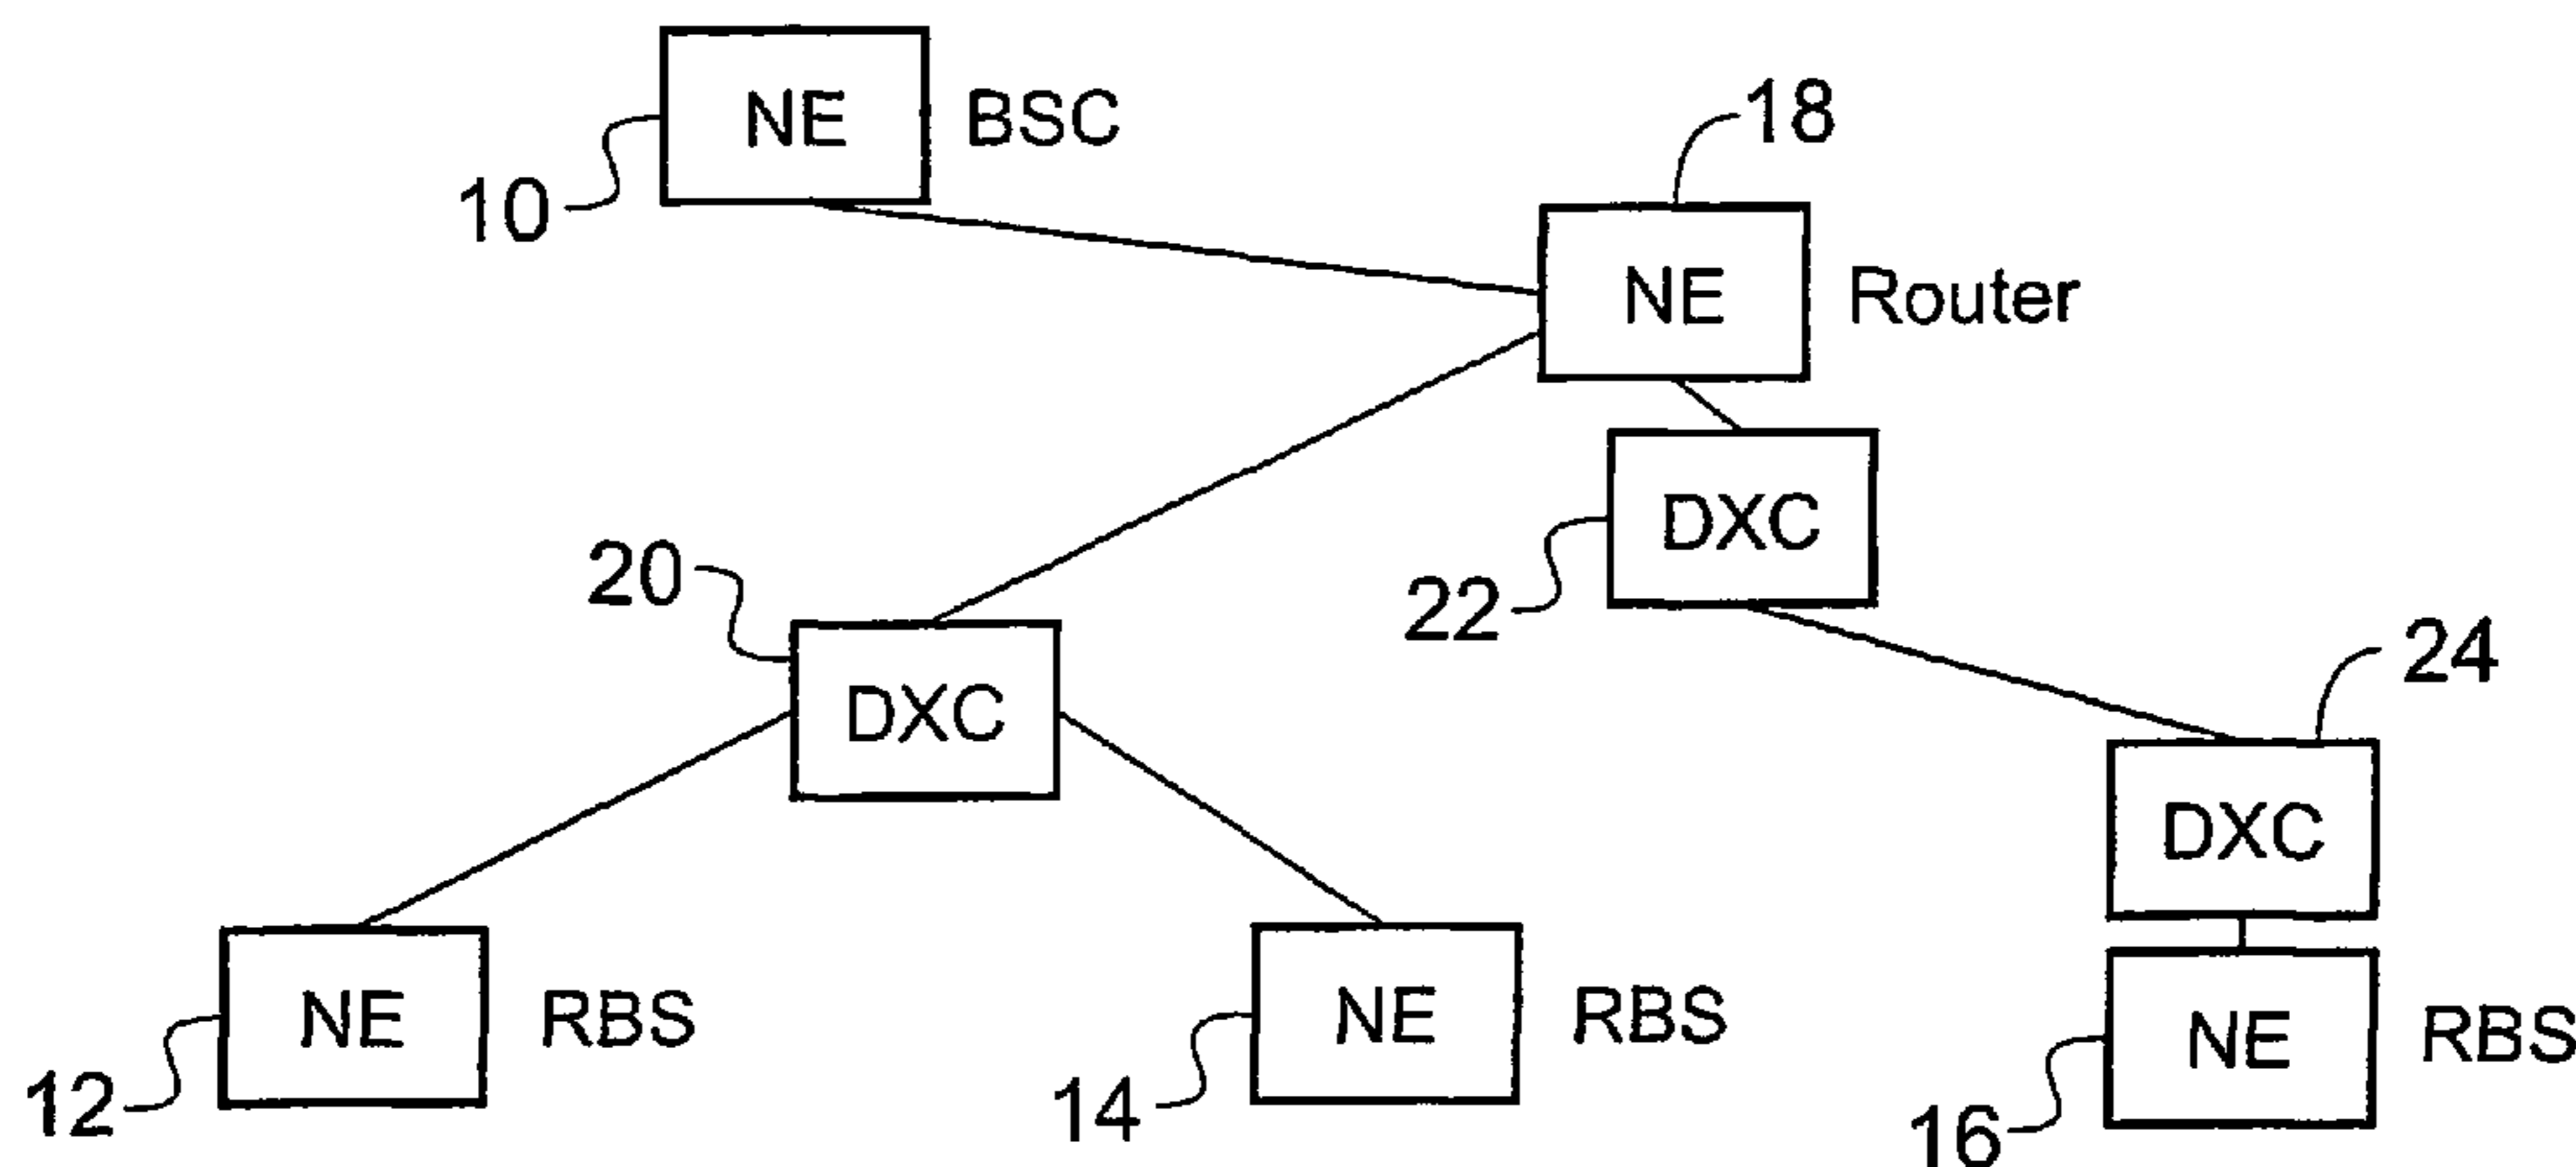 NE BSC
10
18
NE Router
DXC
22
20
DXC
24
DXC
NE RBS
12
NE RBS
14
NE RBS
16